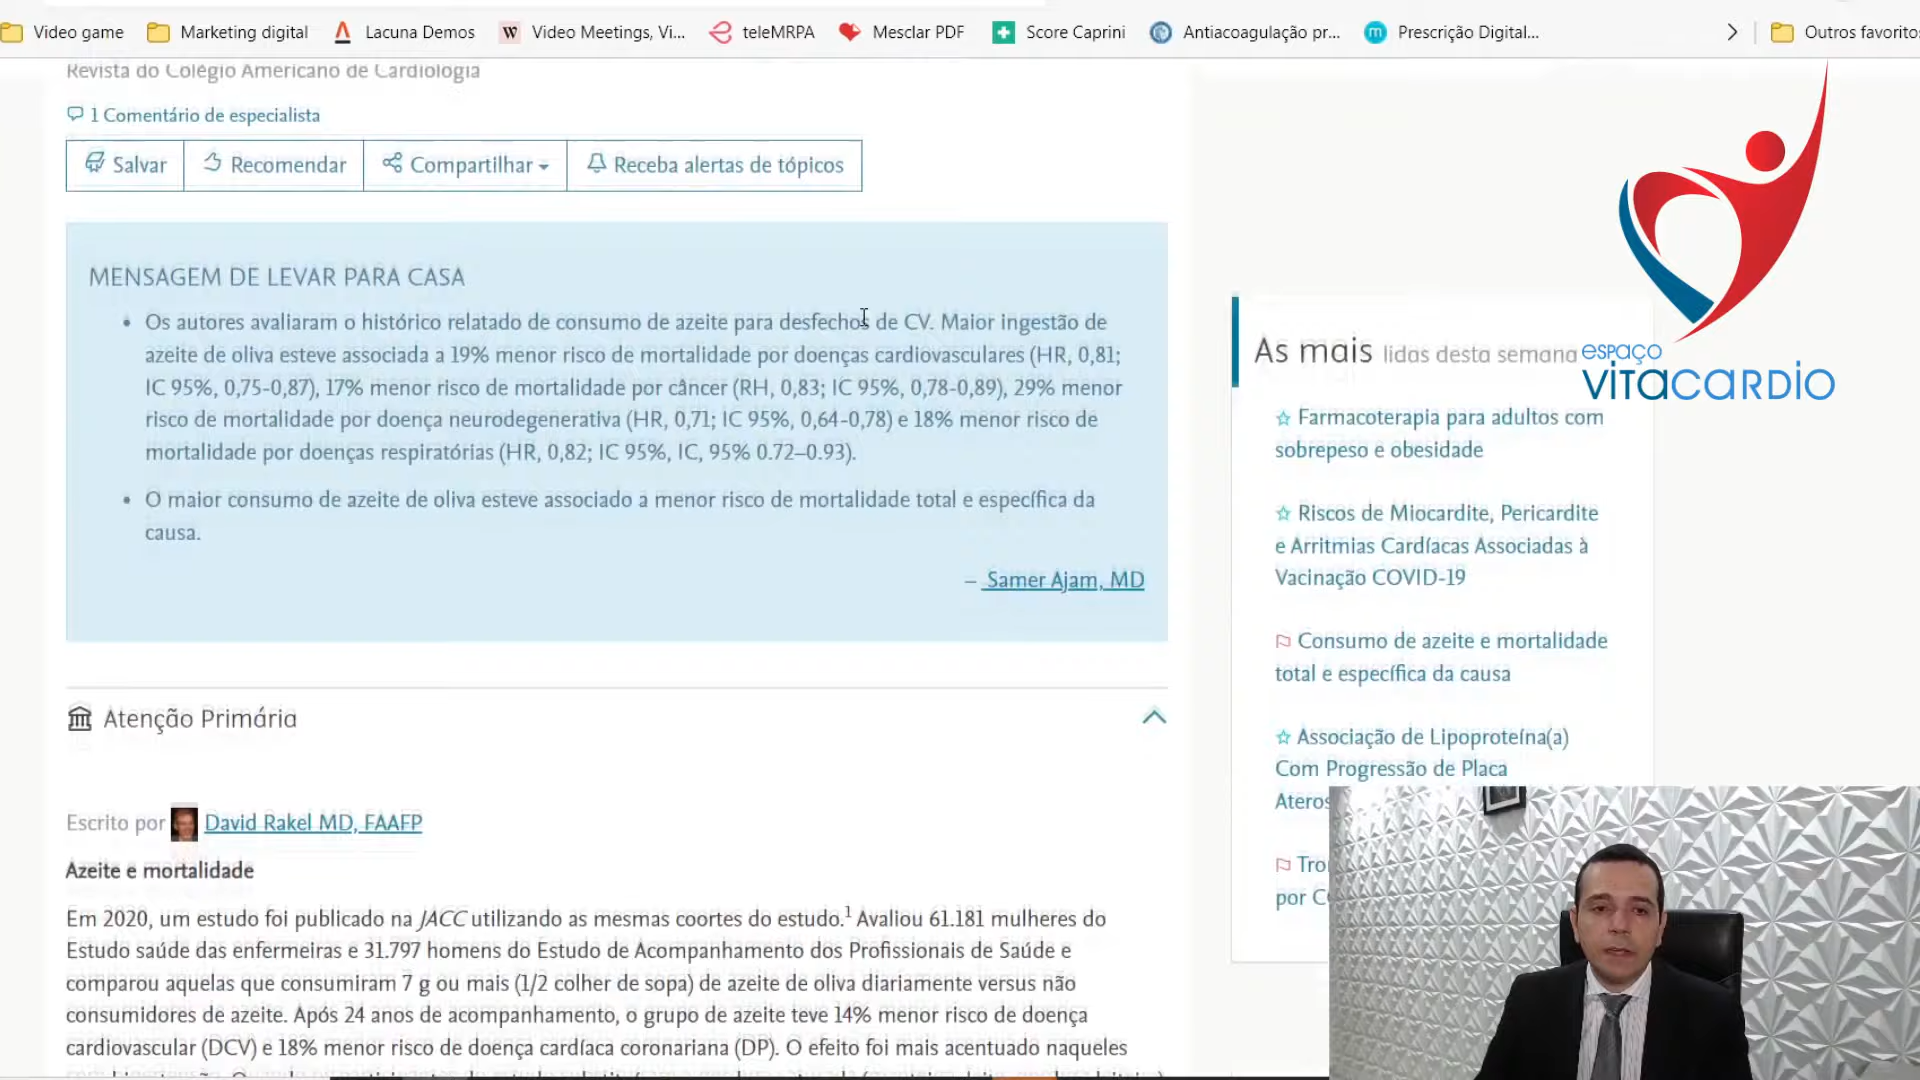 Video game
Marketing digital
Lacuna Demos
Video Meetings, Vi...
teleMRPA
Mesclar PDF
Score Caprini
Antiacoagulação pr...
Prescrição Digital...
Outros favoritos
Revista do Colégio Americano de Cardiologia
1 Comentário de especialista
Salvar
Recomendar
Compartilhar
Receba alertas de tópicos
MENSAGEM DE LEVAR PARA CASA
• Os autores avaliaram o histórico relatado de consumo de azeite para desfechos de CV. Maior ingestão de
azeite de oliva esteve associada a 19% menor risco de mortalidade por doenças cardiovasculares (HR, 0,81;
IC 95%, 0,75-0,87), 17% menor risco de mortalidade por câncer (RH, 0,83; IC 95%, 0,78-0,89), 29% menor
risco de mortalidade por doença neurodegenerativa (HR, 0,71; IC 95%, 0,64-0,78) e 18% menor risco de
mortalidade por doenças respiratórias (HR, 0,82; IC 95%, IC, 95% 0.72–0.93).
• O maior consumo de azeite de oliva esteve associado a menor risco de mortalidade total e específica da
causa.
– Samer Ajam, MD
Atenção Primária
Escrito por David Rakel MD, FAAFP
Azeite e mortalidade
Em 2020, um estudo foi publicado na JACC utilizando as mesmas coortes do estudo.1 Avaliou 61.181 mulheres do
Estudo saúde das enfermeiras e 31.797 homens do Estudo de Acompanhamento dos Profissionais de Saúde e
comparou aquelas que consumiram 7 g ou mais (1/2 colher de sopa) de azeite de oliva diariamente versus não
consumidores de azeite. Após 24 anos de acompanhamento, o grupo de azeite teve 14% menor risco de doença
cardiovascular (DCV) e 18% menor risco de doença cardíaca coronariana (DP). O efeito foi mais acentuado naqueles
As mais lidas desta semana
espaço
vitacardio
Farmacoterapia para adultos com
sobrepeso e obesidade
Riscos de Miocardite, Pericardite
e Arritmias Cardíacas Associadas à
Vacinação COVID-19
Consumo de azeite e mortalidade
total e específica da causa
Associação de Lipoproteína(a)
Com Progressão de Placa
Ateros
Tro
por C